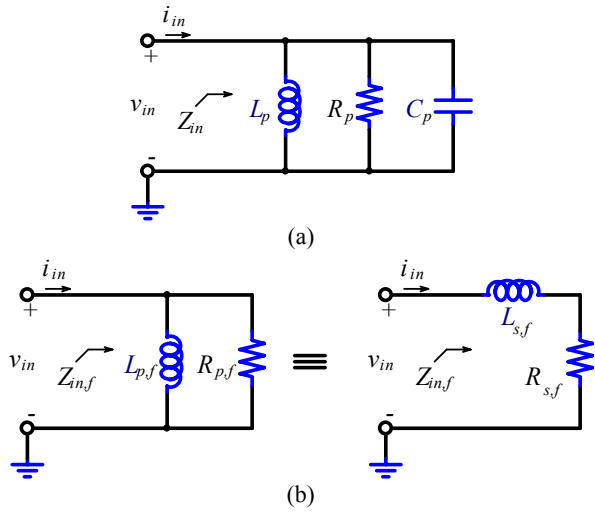 i_in
+
v_in
Z_in
L_p
R_p
C_p
-
(a)
i_in
+
v_in
Z_in,f
L_p,f
R_p,f
-
i_in
+
L_s,f
v_in
Z_in,f
R_s,f
-
(b)